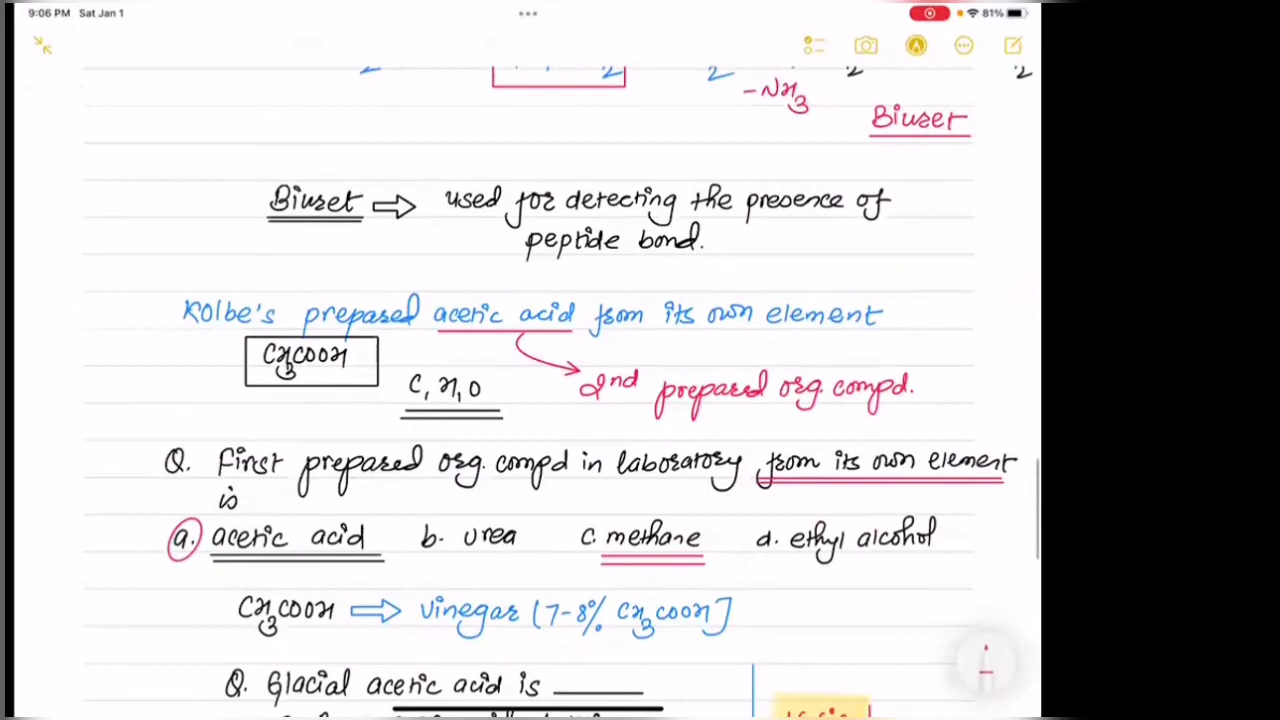 9:06 PM Sat Jan 1
81%
-NH3
Biuret
Biuret ⇒ used for detecting the presence of
peptide bond.
Kolbe's prepared acetic acid from its own element
CH3COOH
C, H, O
2nd prepared org. compd.
Q. First prepared org. compd in laboratory from its own element
is
a. acetic acid b. urea c. methane d. ethyl alcohol
CH3COOH ⇒ vinegar (7-8% CH3COOH]
Q. Glacial acetic acid is ______